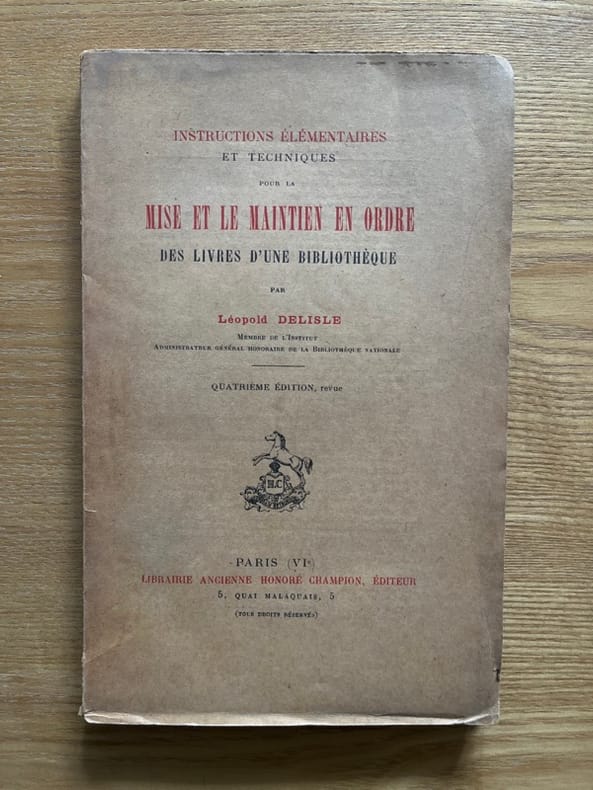 INSTRUCTIONS ÉLÉMENTAIRES
ET TECHNIQUES
POUR LA
MISE ET LE MAINTIEN EN ORDRE
DES LIVRES D'UNE BIBLIOTHÈQUE
PAR
Léopold DELISLE
MEMBRE DE L'INSTITUT
ADMINISTRATEUR GÉNÉRAL HONORAIRE DE LA BIBLIOTHÈQUE NATIONALE
QUATRIÈME ÉDITION, revue
H.C
PARIS (VIe)
LIBRAIRIE ANCIENNE HONORÉ CHAMPION, ÉDITEUR
5, QUAI MALAQUAIS, 5
(TOUS DROITS RÉSERVÉS)